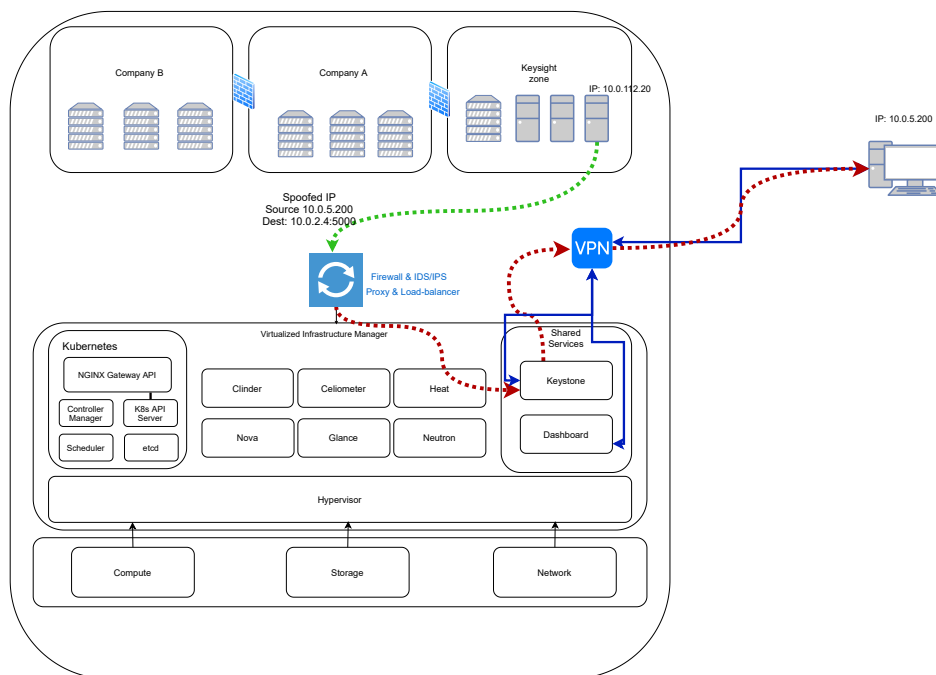 Company B
Company A
Keysight
zone
IP: 10.0.112.20
IP: 10.0.5.200
Spoofed IP
Source 10.0.5.200
Dest: 10.0.2.4:5000
VPN
Firewall & IDS/IPS
Proxy & Load-balancer
Virtualized Infrastructure Manager
Shared
Services
Kubernetes
NGINX Gateway API
Controller
Manager
K8s API
Server
Scheduler
etcd
Clinder
Celiometer
Heat
Nova
Glance
Neutron
Keystone
Dashboard
Hypervisor
Compute
Storage
Network